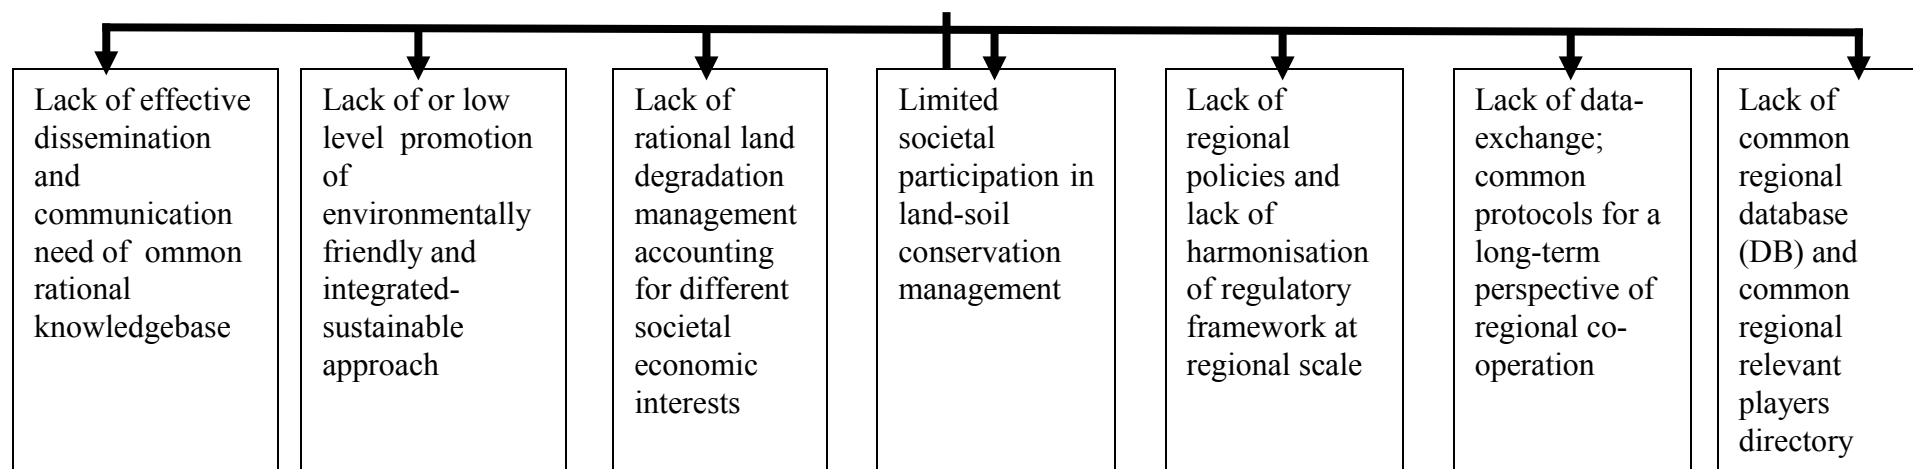 Lack of effective
dissemination
and
communication
need of ommon
rational
knowledgebase
Lack of or low
level promotion
of
environmentally
friendly and
integrated-
sustainable
approach
Lack of
rational land
degradation
management
accounting
for different
societal
economic
interests
Limited
societal
participation in
land-soil
conservation
management
Lack of
regional
policies and
lack of
harmonisation
of regulatory
framework at
regional scale
Lack of data-
exchange;
common
protocols for a
long-term
perspective of
regional co-
operation
Lack of
common
regional
database
(DB) and
common
regional
relevant
players
directory